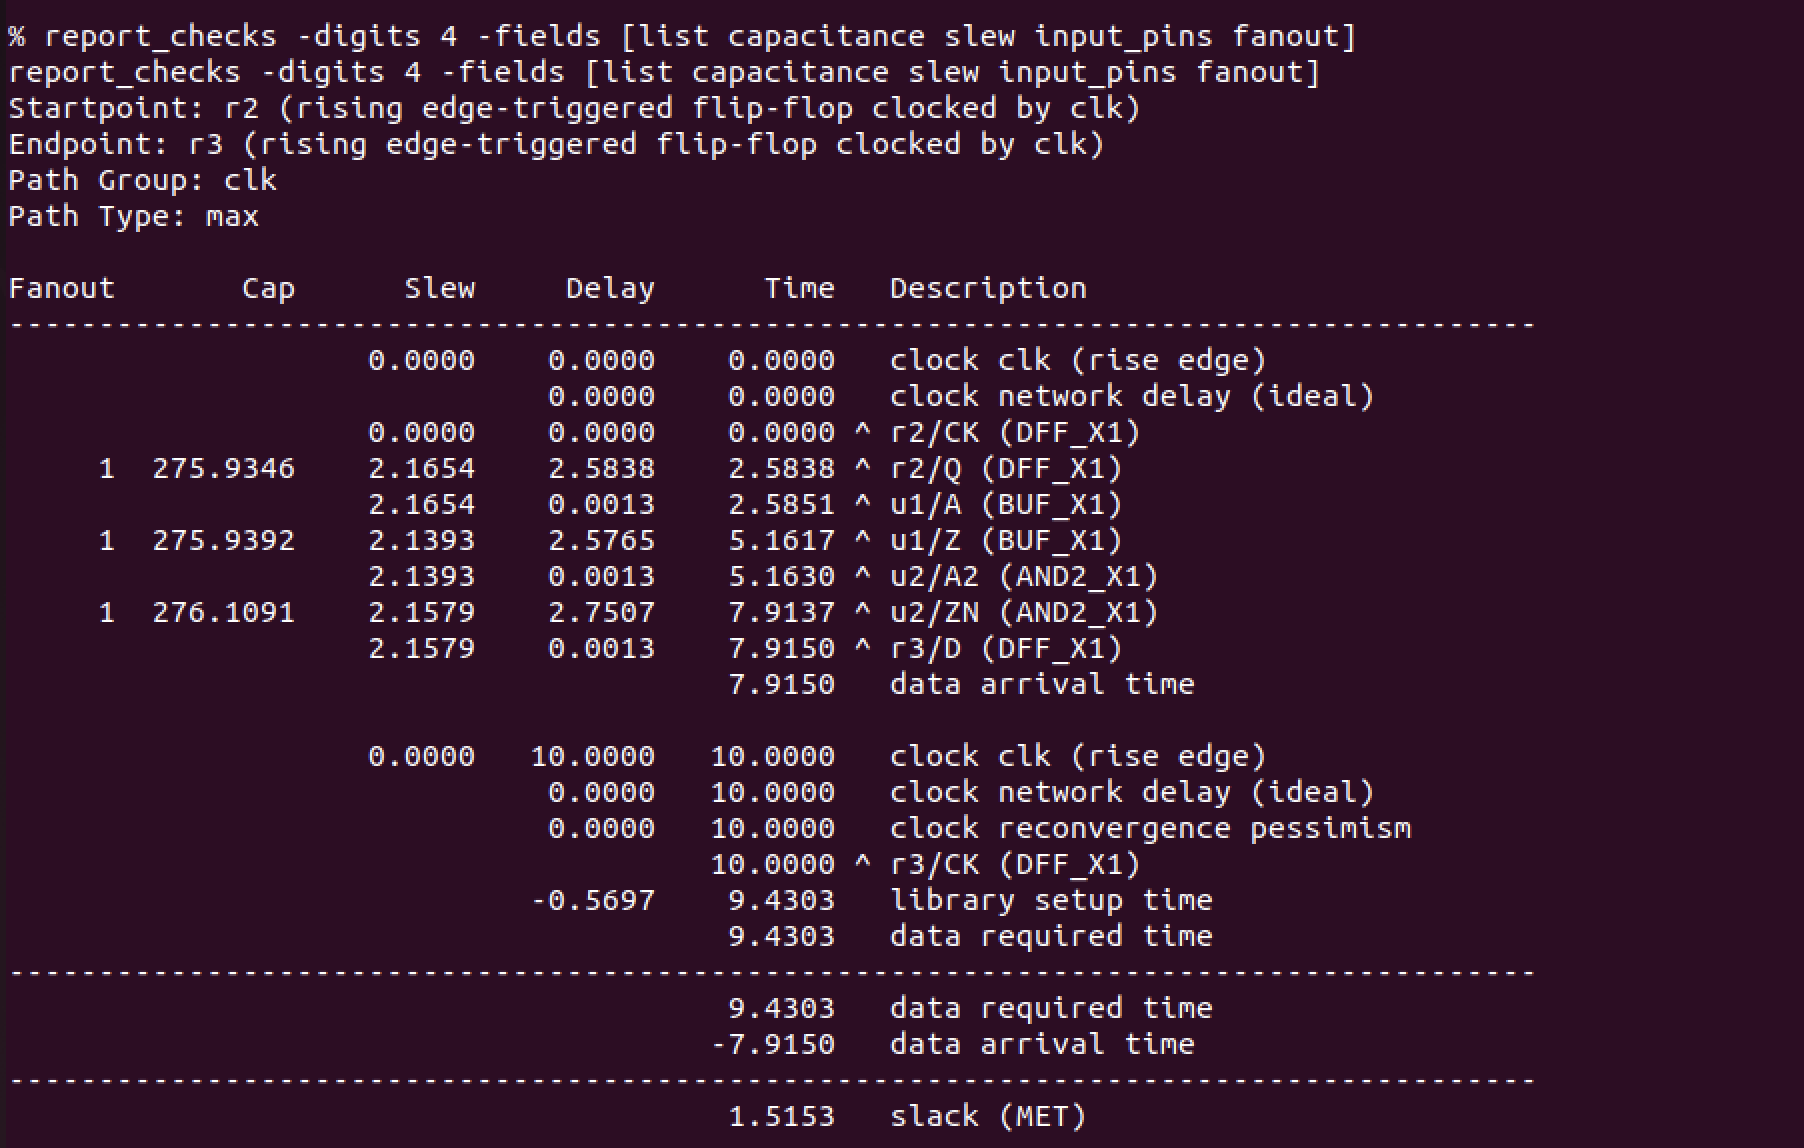 % report_checks -digits 4 -fields [list capacitance slew input_pins fanout]
report_checks -digits 4 -fields [list capacitance slew input_pins fanout]
Startpoint: r2 (rising edge-triggered flip-flop clocked by clk)
Endpoint: r3 (rising edge-triggered flip-flop clocked by clk)
Path Group: clk
Path Type: max

Fanout       Cap      Slew     Delay      Time   Description
-------------------------------------------------------------------------------------
                    0.0000    0.0000    0.0000   clock clk (rise edge)
                              0.0000    0.0000   clock network delay (ideal)
                    0.0000    0.0000    0.0000 ^ r2/CK (DFF_X1)
     1  275.9346    2.1654    2.5838    2.5838 ^ r2/Q (DFF_X1)
                    2.1654    0.0013    2.5851 ^ u1/A (BUF_X1)
     1  275.9392    2.1393    2.5765    5.1617 ^ u1/Z (BUF_X1)
                    2.1393    0.0013    5.1630 ^ u2/A2 (AND2_X1)
     1  276.1091    2.1579    2.7507    7.9137 ^ u2/ZN (AND2_X1)
                    2.1579    0.0013    7.9150 ^ r3/D (DFF_X1)
                                        7.9150   data arrival time

                    0.0000   10.0000   10.0000   clock clk (rise edge)
                              0.0000   10.0000   clock network delay (ideal)
                              0.0000   10.0000   clock reconvergence pessimism
                                       10.0000 ^ r3/CK (DFF_X1)
                             -0.5697    9.4303   library setup time
                                        9.4303   data required time
-------------------------------------------------------------------------------------
                                        9.4303   data required time
                                       -7.9150   data arrival time
-------------------------------------------------------------------------------------
                                        1.5153   slack (MET)